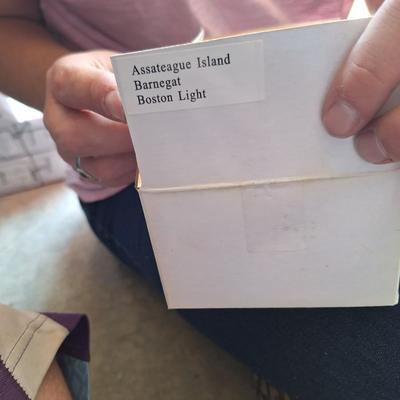 Assateague Island
Barnegat
Boston Light